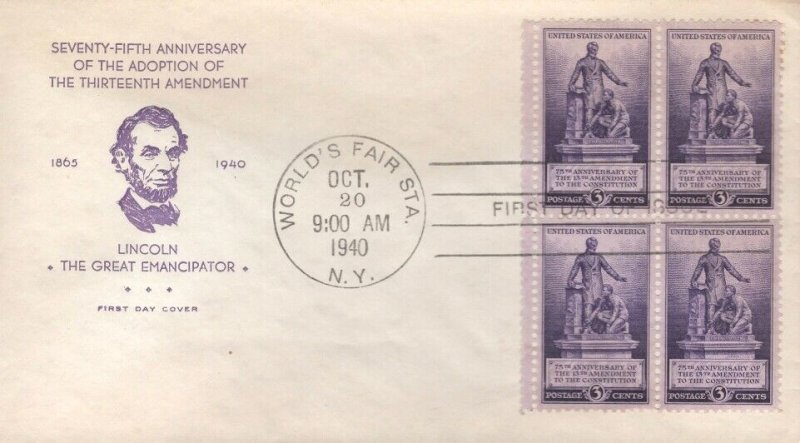 SEVENTY-FIFTH ANNIVERSARY
OF THE ADOPTION OF
THE THIRTEENTH AMENDMENT
1865 1940
LINCOLN
THE GREAT EMANCIPATOR
FIRST DAY COVER
WORLD'S FAIR STA.
OCT.
20
9:00 AM
1940
N.Y.
FIRST DAY OF ISSUE
UNITED STATES OF AMERICA
75TH ANNIVERSARY OF
THE 13TH AMENDMENT
TO THE CONSTITUTION
POSTAGE 3 CENTS
UNITED STATES OF AMERICA
75TH ANNIVERSARY OF
THE 13TH AMENDMENT
TO THE CONSTITUTION
POSTAGE 3 CENTS
UNITED STATES OF AMERICA
75TH ANNIVERSARY OF
THE 13TH AMENDMENT
TO THE CONSTITUTION
POSTAGE 3 CENTS
UNITED STATES OF AMERICA
75TH ANNIVERSARY OF
THE 13TH AMENDMENT
TO THE CONSTITUTION
POSTAGE 3 CENTS